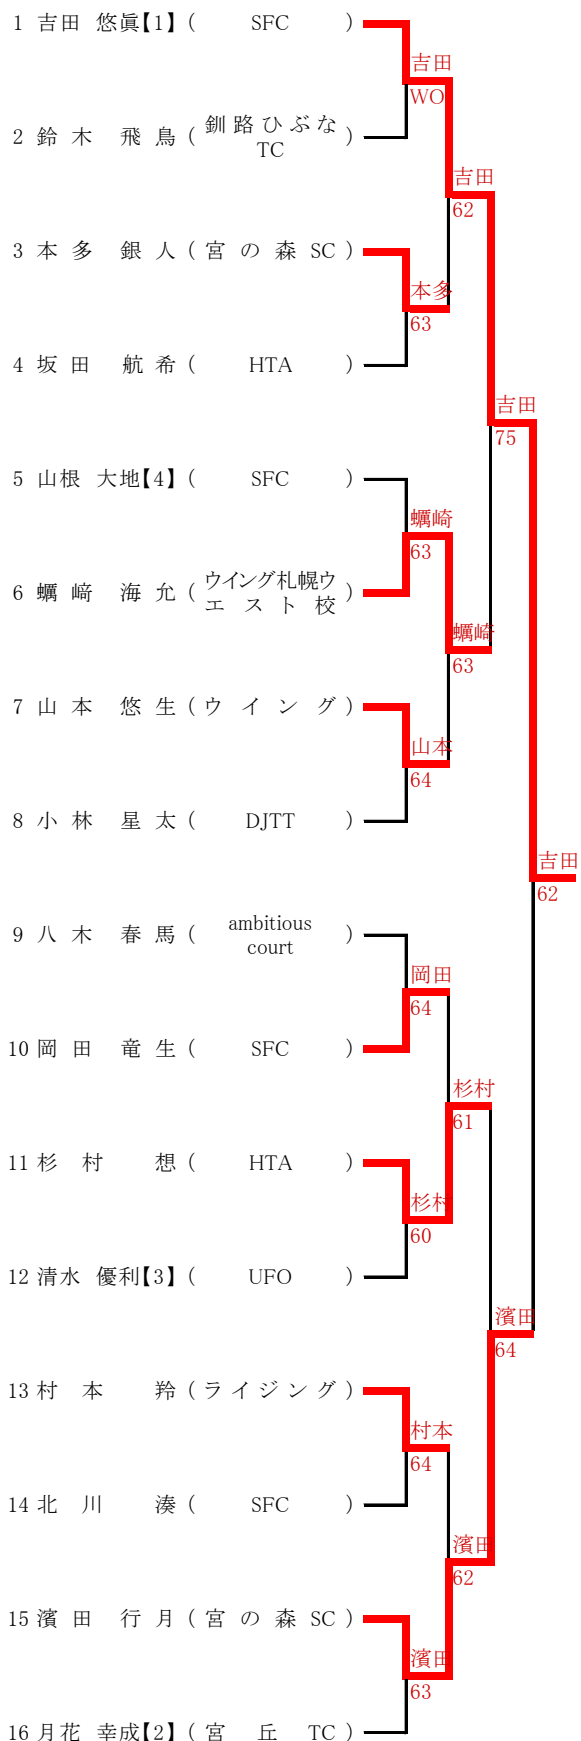 1 吉田 悠眞【1】 ( SFC )
吉田
WO
2 鈴木 飛鳥 ( 釧路ひぶな
TC )
吉田
62
3 本多 銀人 ( 宮の森 SC )
本多
63
4 坂田 航希 ( HTA )
吉田
75
5 山根 大地【4】 ( SFC )
蠣崎
63
6 蠣﨑 海允 ( ウイング札幌ウ
エスト校 )
蠣崎
63
7 山本 悠生 ( ウイング )
山本
64
8 小林 星太 ( DJTT )
吉田
62
9 八木 春馬 ( ambitious
court )
岡田
64
10 岡田 竜生 ( SFC )
杉村
61
11 杉村 想 ( HTA )
杉村
60
12 清水 優利【3】 ( UFO )
濱田
64
13 村本 羚 ( ライジング )
村本
64
14 北川 湊 ( SFC )
濱田
62
15 濱田 行月 ( 宮の森 SC )
濱田
63
16 月花 幸成【2】 ( 宮丘 TC )